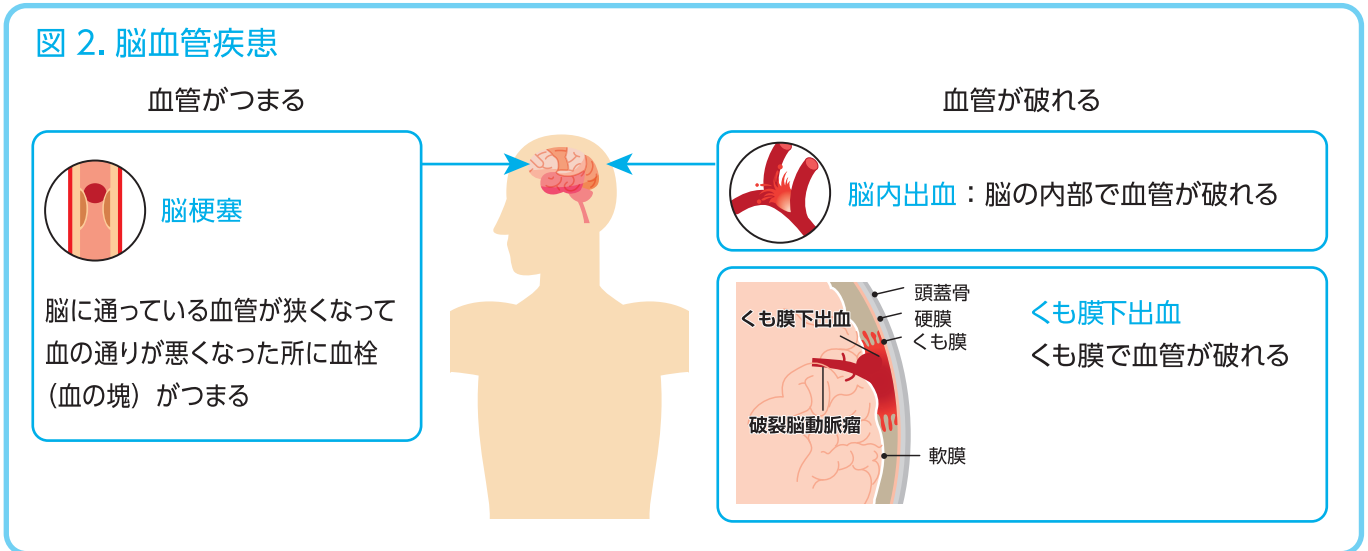 図 2. 脳血管疾患
血管がつまる
脳梗塞
脳に通っている血管が狭くなって
血の通りが悪くなった所に血栓
（血の塊）がつまる
血管が破れる
脳内出血：脳の内部で血管が破れる
くも膜下出血
破裂脳動脈瘤
頭蓋骨
硬膜
くも膜
軟膜
くも膜下出血
くも膜で血管が破れる